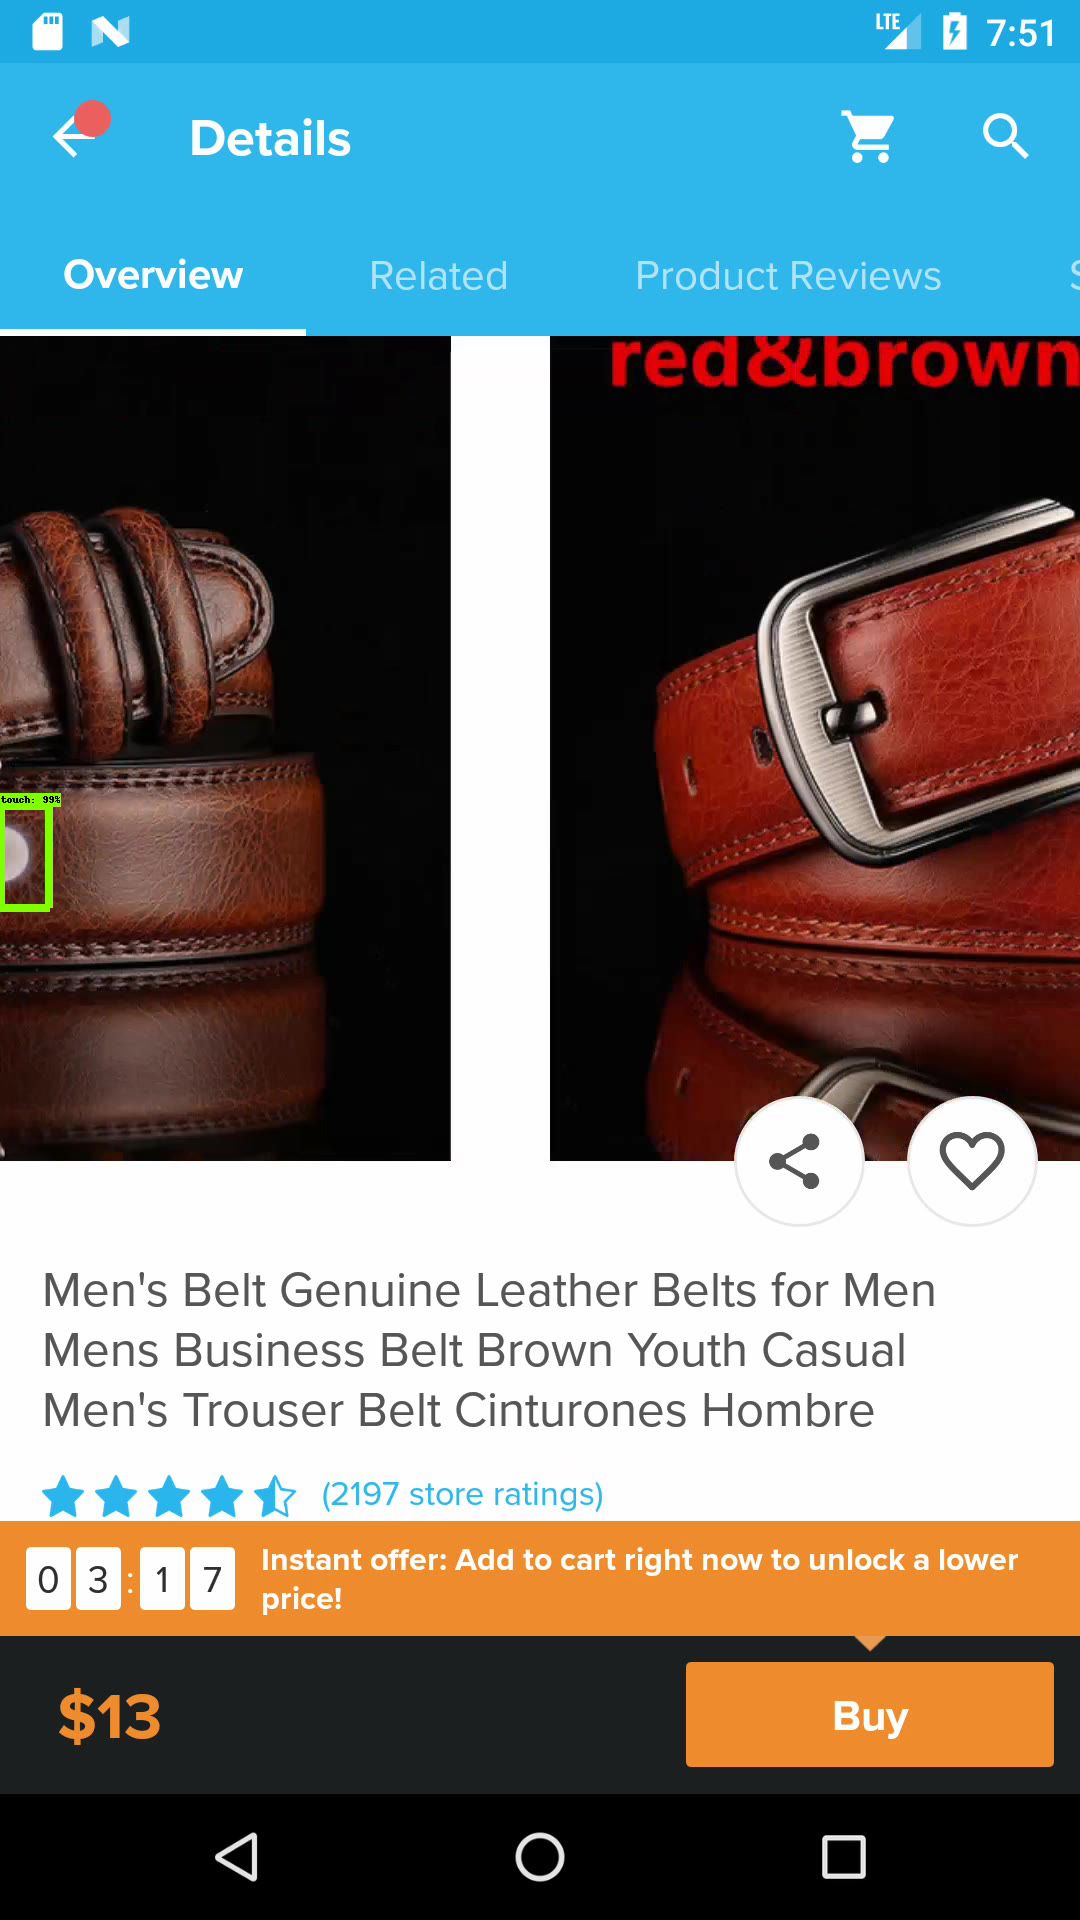 LTE 7:51
Details
Overview Related Product Reviews S
red&brown
touch: 99%
Men's Belt Genuine Leather Belts for Men
Mens Business Belt Brown Youth Casual
Men's Trouser Belt Cinturones Hombre
(2197 store ratings)
03:17
Instant offer: Add to cart right now to unlock a lower
price!
$13
Buy